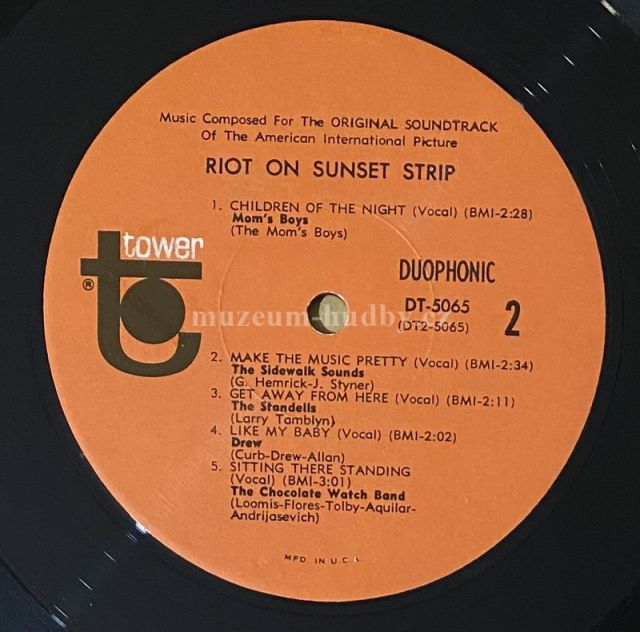 Music Composed For The ORIGINAL SOUNDTRACK
Of The American International Picture
RIOT ON SUNSET STRIP
1. CHILDREN OF THE NIGHT (Vocal) (BMI-2:28)
Mom's Boys
(The Mom's Boys)
tower
®
DUOPHONIC
DT-5065
(DT2-5065)
2
muzeum-hudby.cz
2. MAKE THE MUSIC PRETTY (Vocal) (BMI-2:34)
The Sidewalk Sounds
(G. Hemrick-J. Styner)
3. GET AWAY FROM HERE (Vocal) (BMI-2:11)
The Standells
(Larry Tamblyn)
4. LIKE MY BABY (Vocal) (BMI-2:02)
Drew
(Curb-Drew-Allan)
5. SITTING THERE STANDING
(Vocal) (BMI-3:01)
The Chocolate Watch Band
(Loomis-Flores-Tolby-Aquilar-
Andrijasevich)
MFD. IN U.S.A.